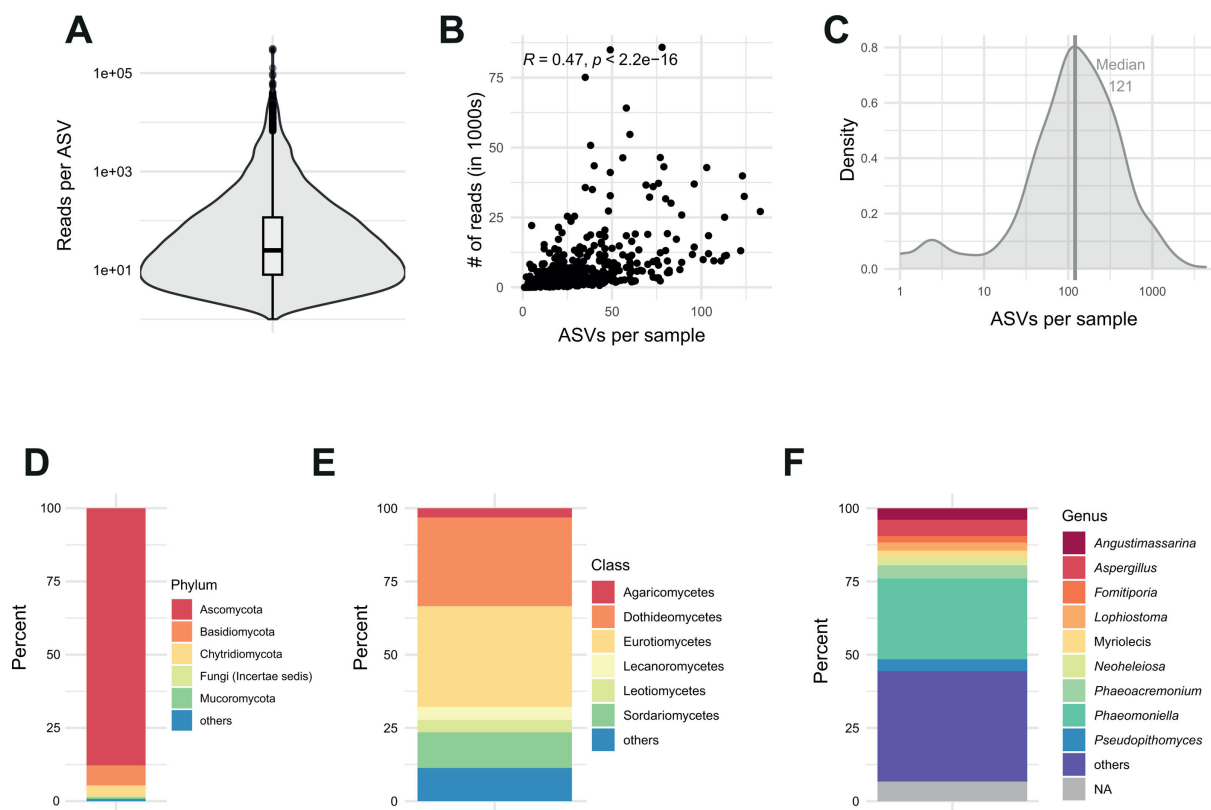 A
Reads per ASV
1e+05
1e+03
1e+01
B
R = 0.47, p < 2.2e−16
# of reads (in 1000s)
75
50
25
0
0
50
100
ASVs per sample
C
Density
0.8
0.6
0.4
0.2
0.0
Median
121
1
10
100
1000
ASVs per sample
D
Percent
100
75
50
25
0
Phylum
Ascomycota
Basidiomycota
Chytridiomycota
Fungi (Incertae sedis)
Mucoromycota
others
E
Percent
100
75
50
25
0
Class
Agaricomycetes
Dothideomycetes
Eurotiomycetes
Lecanoromycetes
Leotiomycetes
Sordariomycetes
others
F
Percent
100
75
50
25
0
Genus
Angustimassarina
Aspergillus
Fomitiporia
Lophiostoma
Myriolecis
Neoheleiosa
Phaeoacremonium
Phaeomoniella
Pseudopithomyces
others
NA